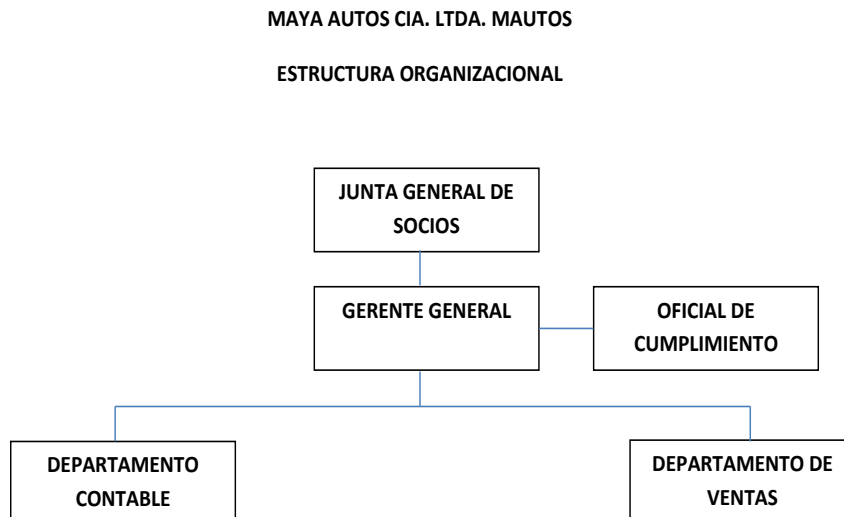 MAYA AUTOS CIA. LTDA. MAUTOS
ESTRUCTURA ORGANIZACIONAL
JUNTA GENERAL DE
SOCIOS
GERENTE GENERAL
OFICIAL DE
CUMPLIMIENTO
DEPARTAMENTO
CONTABLE
DEPARTAMENTO DE
VENTAS